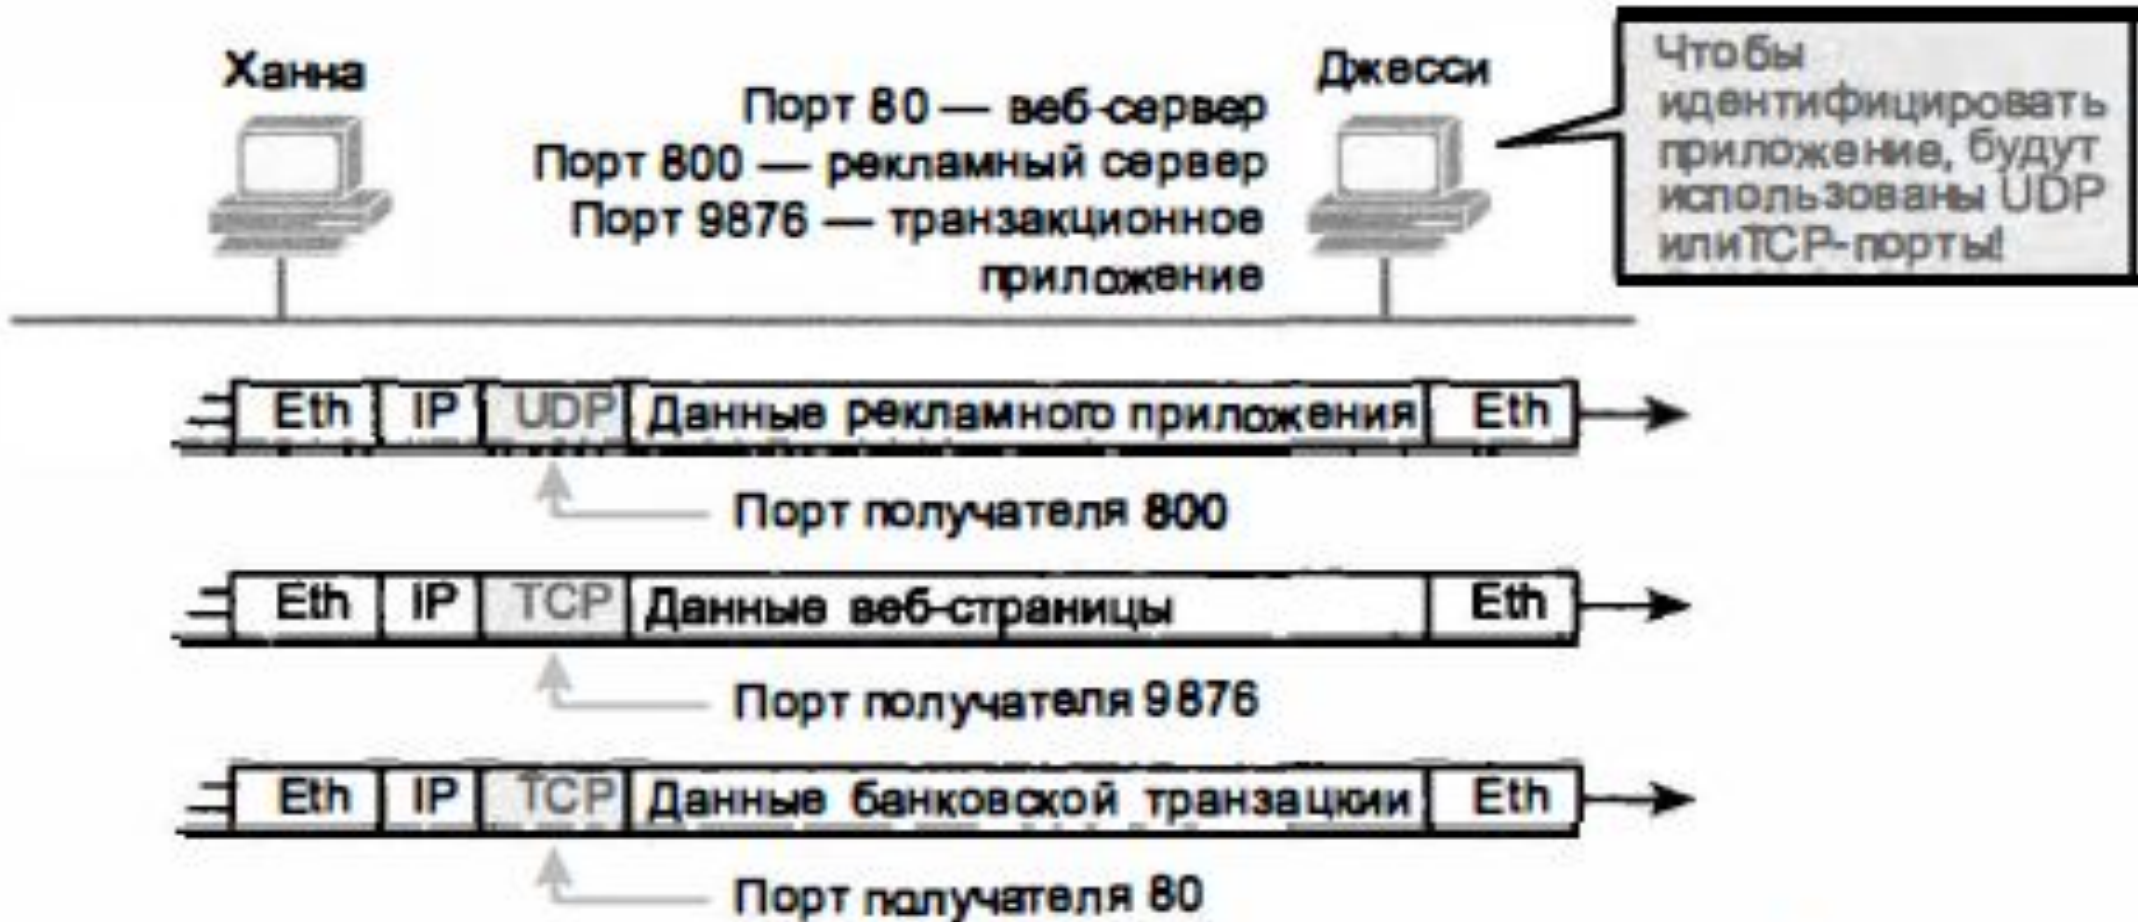 Ханна
Джесси
Порт 80 — веб-сервер
Порт 800 — рекламный сервер
Порт 9876 — транзакционное
приложение
Чтобы
идентифицировать
приложение, будут
использованы UDP
илиTCP-порты!
Eth IP UDP Данные рекламного приложения Eth
Порт получателя 800
Eth IP TCP Данные веб-страницы Eth
Порт получателя 9876
Eth IP TCP Данные банковской транзацкии Eth
Порт получателя 80